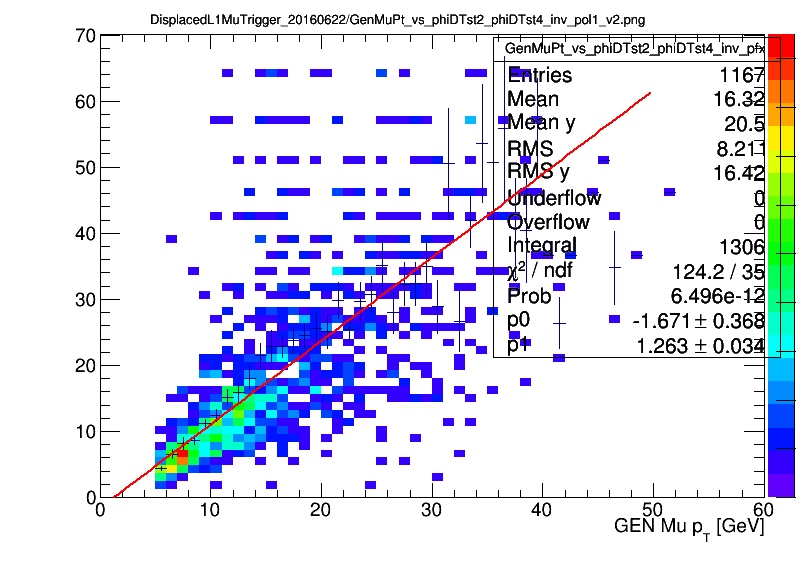 DisplacedL1MuTrigger_20160622/GenMuPt_vs_phiDTst2_phiDTst4_inv_pol1_v2.png
GenMuPt_vs_phiDTst2_phiDTst4_inv_pfx
Entries 1167
Mean 16.32
Mean y 20.5
RMS 8.211
RMS y 16.42
Underflow 0
Overflow 0
Integral 1306
χ² / ndf 124.2 / 35
Prob 6.496e-12
p0 -1.671 ± 0.368
p1 1.263 ± 0.034
70
60
50
40
30
20
10
0
0 10 20 30 40 50 60
GEN Mu p_T [GeV]